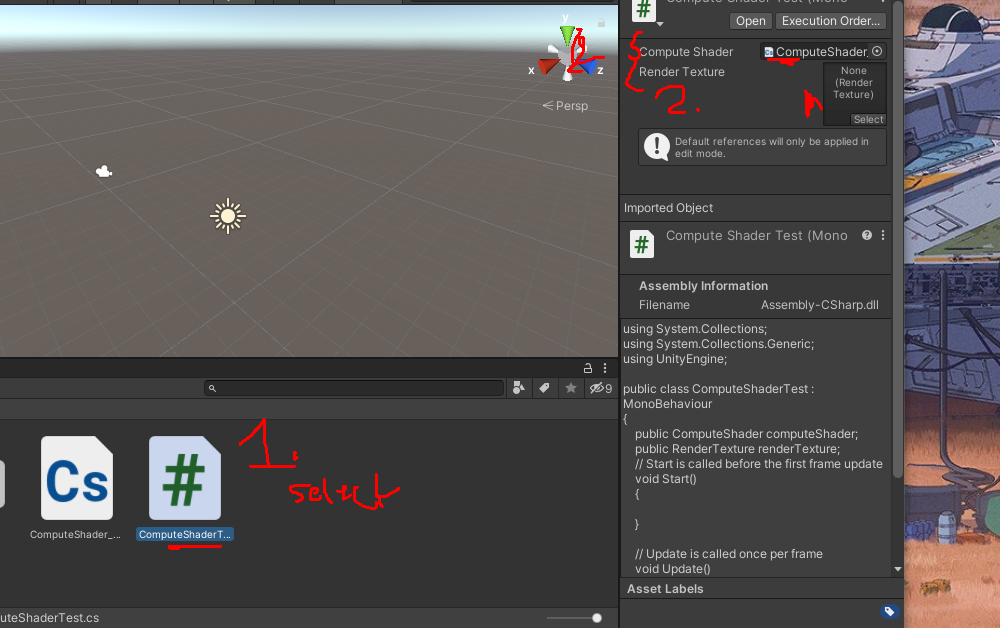 Compute Shader Test (Mono
Open
Execution Order...
Compute Shader
ComputeShader_
Render Texture
None
(Render
Texture)
Select
2.
Default references will only be applied in
edit mode.
y
x
z
Persp
Imported Object
Compute Shader Test (Mono
Assembly Information
Filename
Assembly-CSharp.dll
using System.Collections;
using System.Collections.Generic;
using UnityEngine;
public class ComputeShaderTest :
MonoBehaviour
{
public ComputeShader computeShader;
public RenderTexture renderTexture;
// Start is called before the first frame update
void Start()
{
}
// Update is called once per frame
void Update()
Asset Labels
9
1.
select
Cs
#
ComputeShader_...
ComputeShaderT...
uteShaderTest.cs